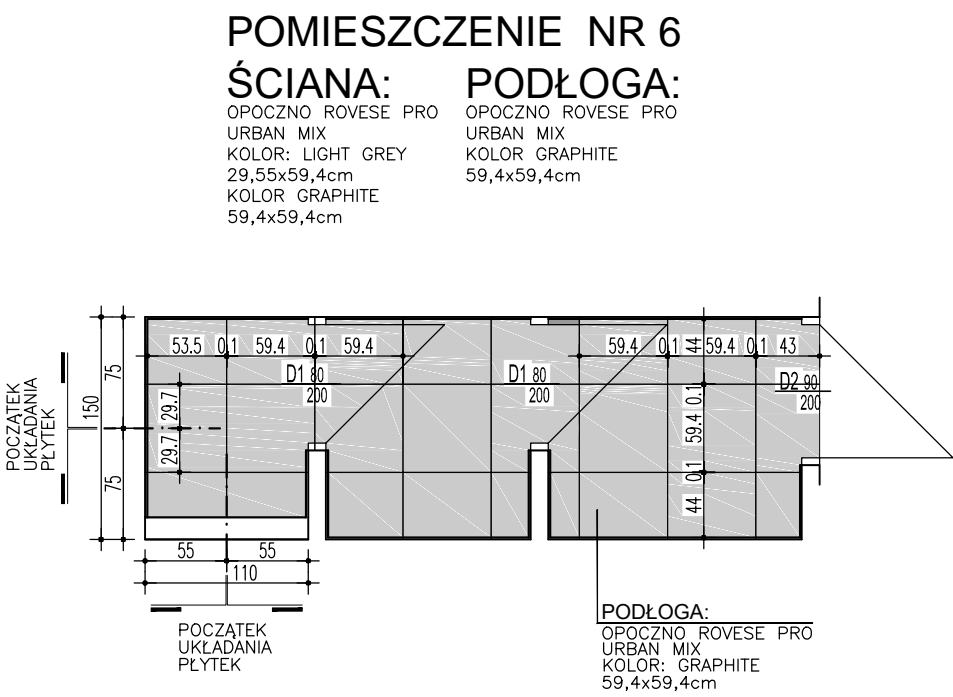 POMIESZCZENIE NR 6
ŚCIANA:
OPOCZNO ROVESE PRO
URBAN MIX
KOLOR: LIGHT GREY
29,55x59,4cm
KOLOR GRAPHITE
59,4x59,4cm
PODŁOGA:
OPOCZNO ROVESE PRO
URBAN MIX
KOLOR GRAPHITE
59,4x59,4cm
53.5 0.1 59.4 0.1 59.4
59.4 0.1 44 59.4 0.1 43
D1 80
200
D1 80
200
D2 90
200
75
150
75
29.7
29.7
0.1
59.4
0.1
44
POCZĄTEK
UKŁADANIA
PŁYTEK
55 55
110
POCZĄTEK
UKŁADANIA
PŁYTEK
PODŁOGA:
OPOCZNO ROVESE PRO
URBAN MIX
KOLOR: GRAPHITE
59,4x59,4cm